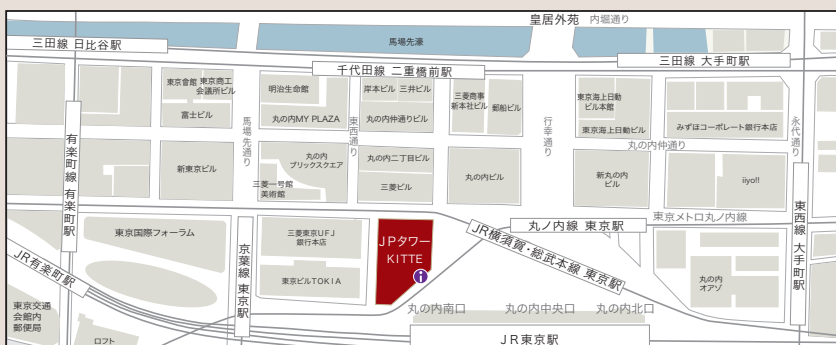 皇居外苑
内堀通り
馬場先濠
三田線 日比谷駅
三田線 大手町駅
千代田線 二重橋前駅
東京會館
東京商工
会議所ビル
富士ビル
明治生命館
丸の内MY PLAZA
岸本ビル
三井ビル
丸の内仲通りビル
三菱商事
新本社ビル
郵船ビル
東京海上日動
ビル本館
東京海上日動ビル
みずほコーポレート銀行本店
有楽町線 有楽町駅
馬場先通り
東西通り
行幸通り
永代通り
丸の内仲通り
新東京ビル
丸の内
ブリックスクエア
三菱一号館
美術館
丸の内二丁目ビル
三菱ビル
丸の内ビル
新丸の内
ビル
iiyo!!
東西線 大手町駅
東京国際フォーラム
京葉線 東京駅
三菱東京UFJ
銀行本店
東京ビルTOKIA
JPタワー
KITTE
i
丸ノ内線 東京駅
東京メトロ丸ノ内線
JR横須賀・総武本線 東京駅
丸の内
オアゾ
JR有楽町駅
東京交通
会館内
郵便局
ロフト
丸の内南口
丸の内中央口
丸の内北口
JR東京駅